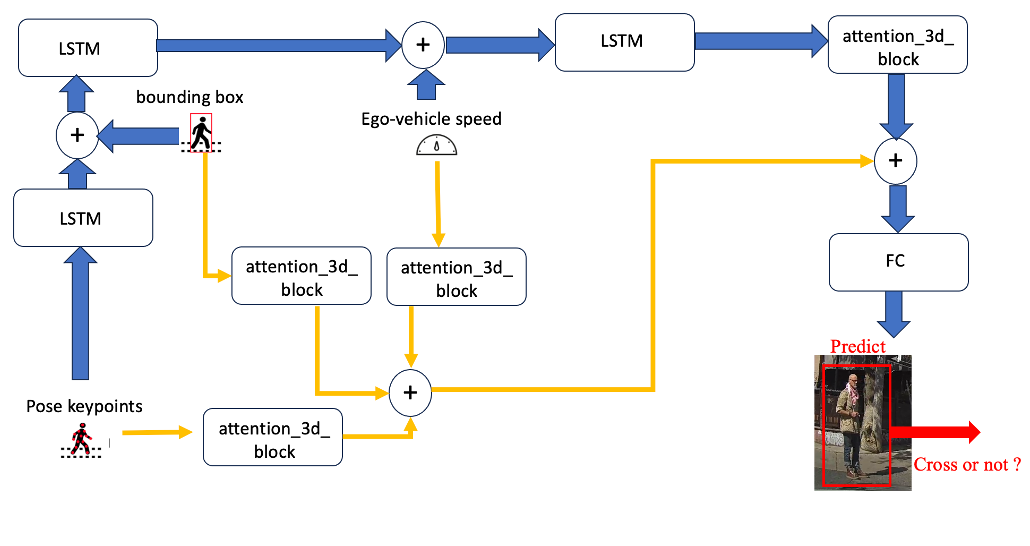 LSTM
+
LSTM
attention_3d_
block
bounding box
Ego-vehicle speed
+
+
LSTM
attention_3d_
block
attention_3d_
block
FC
Predict
+
Pose keypoints
attention_3d_
block
Cross or not ?